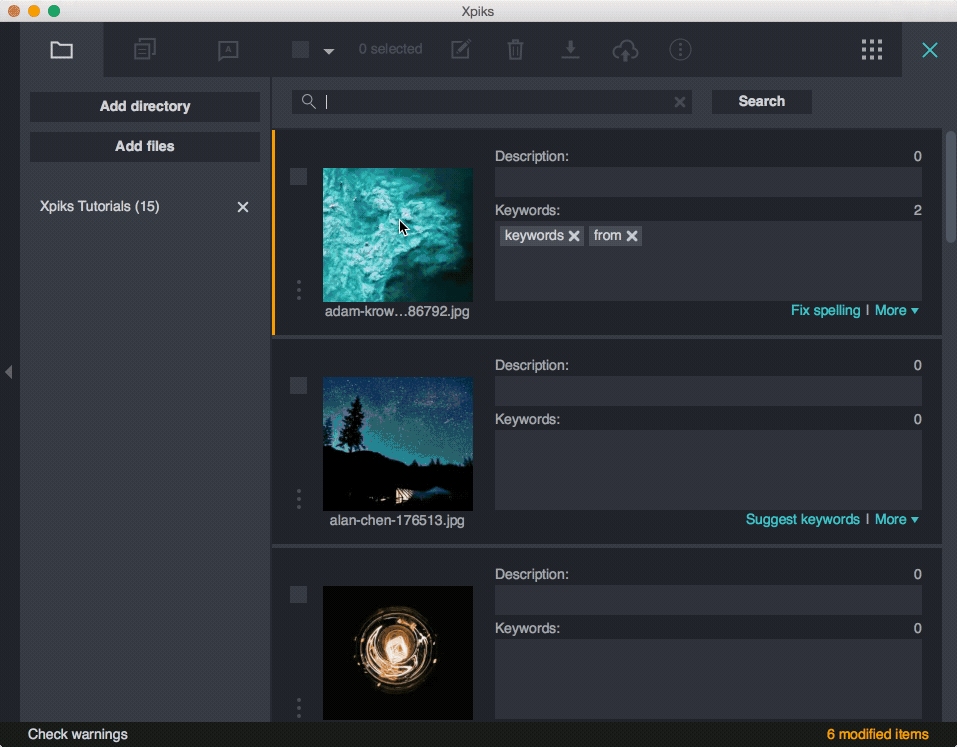 Xpiks
A
0 selected
Add directory
Add files
Xpiks Tutorials (15)
Search
Description: 0
Keywords: 2
keywords from
adam-krow...86792.jpg
Fix spelling | More
Description: 0
Keywords: 0
alan-chen-176513.jpg
Suggest keywords | More
Description: 0
Keywords: 0
Check warnings
6 modified items